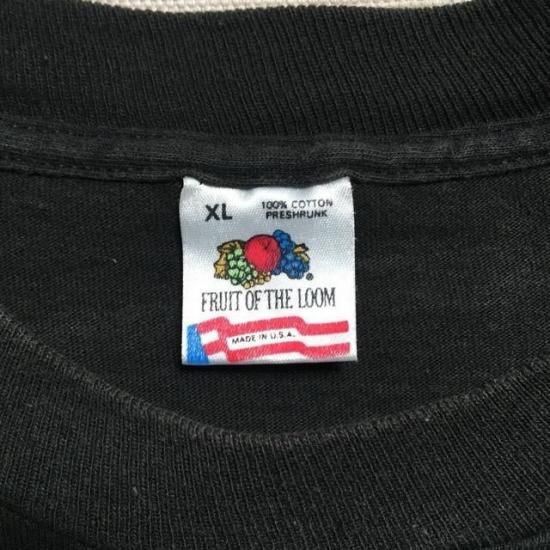 XL
100% COTTON
PRESHRUNK
®
FRUIT OF THE LOOM
MADE IN U.S.A.